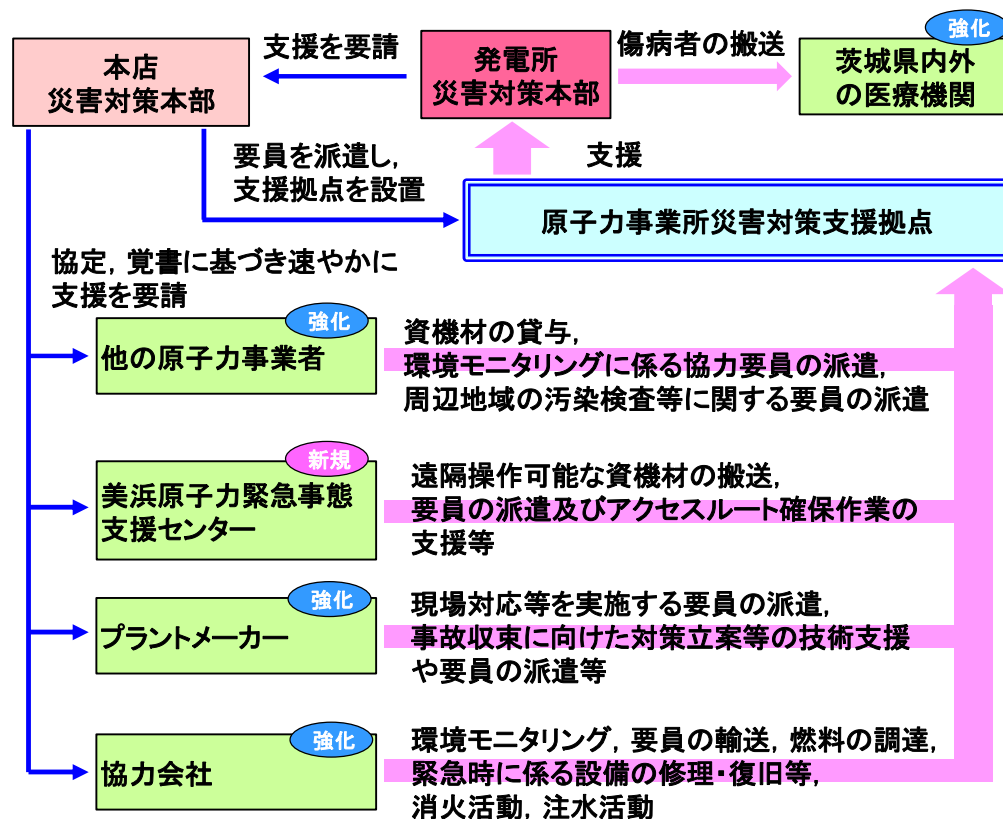 支援を要請
傷病者の搬送
強化
本店
災害対策本部
発電所
災害対策本部
茨城県内外
の医療機関
要員を派遣し,
支援拠点を設置
支援
原子力事業所災害対策支援拠点
協定, 覚書に基づき速やかに
支援を要請
強化
他の原子力事業者
資機材の貸与,
環境モニタリングに係る協力要員の派遣,
周辺地域の汚染検査等に関する要員の派遣
新規
美浜原子力緊急事態
支援センター
遠隔操作可能な資機材の搬送,
要員の派遣及びアクセスルート確保作業の
支援等
強化
プラントメーカー
現場対応等を実施する要員の派遣,
事故収束に向けた対策立案等の技術支援
や要員の派遣等
強化
協力会社
環境モニタリング, 要員の輸送, 燃料の調達,
緊急時に係る設備の修理・復旧等,
消火活動, 注水活動